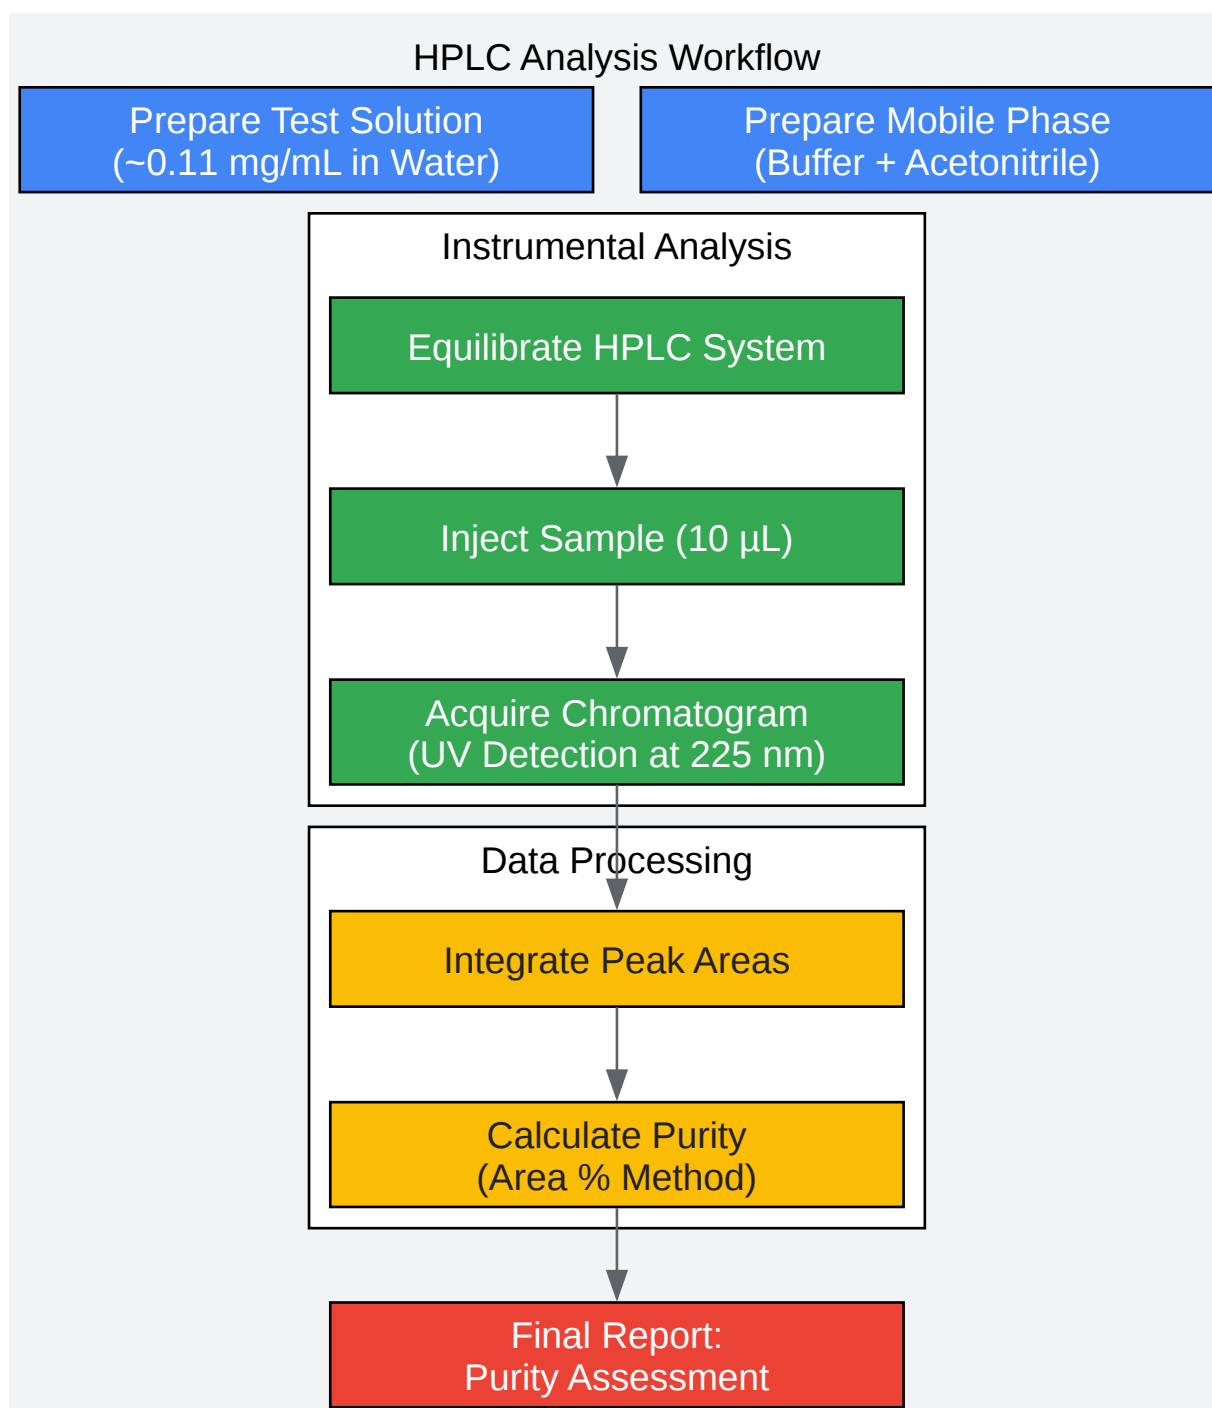 HPLC Analysis Workflow
Prepare Test Solution
(~0.11 mg/mL in Water)
Prepare Mobile Phase
(Buffer + Acetonitrile)
Instrumental Analysis
Equilibrate HPLC System
Inject Sample (10 µL)
Acquire Chromatogram
(UV Detection at 225 nm)
Data Processing
Integrate Peak Areas
Calculate Purity
(Area % Method)
Final Report:
Purity Assessment